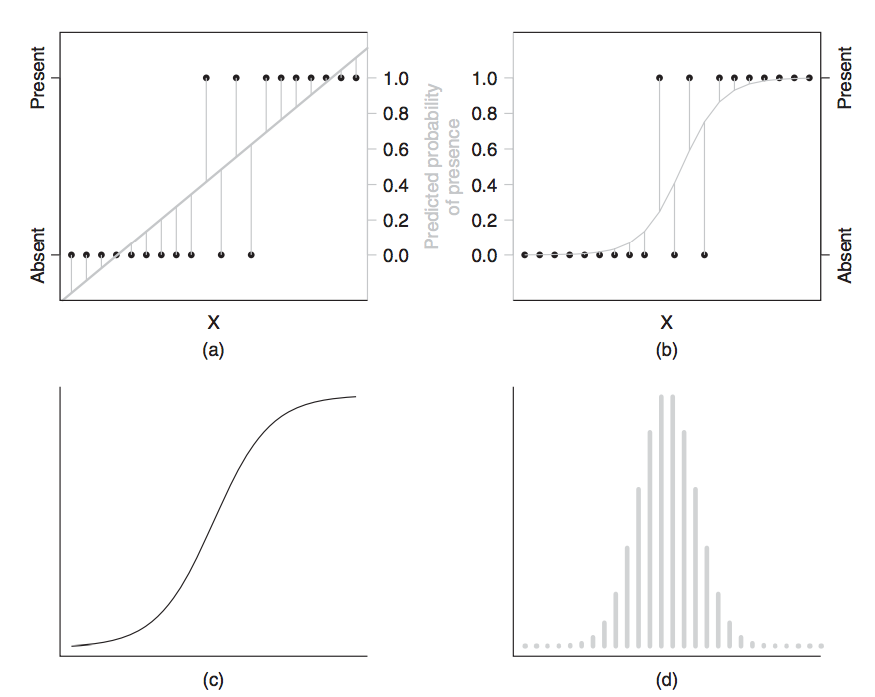 Present
Absent
1.0
0.8
0.6
0.4
0.2
0.0
Predicted probability
of presence
X
(a)
1.0
0.8
0.6
0.4
0.2
0.0
Present
Absent
X
(b)
(c)
(d)